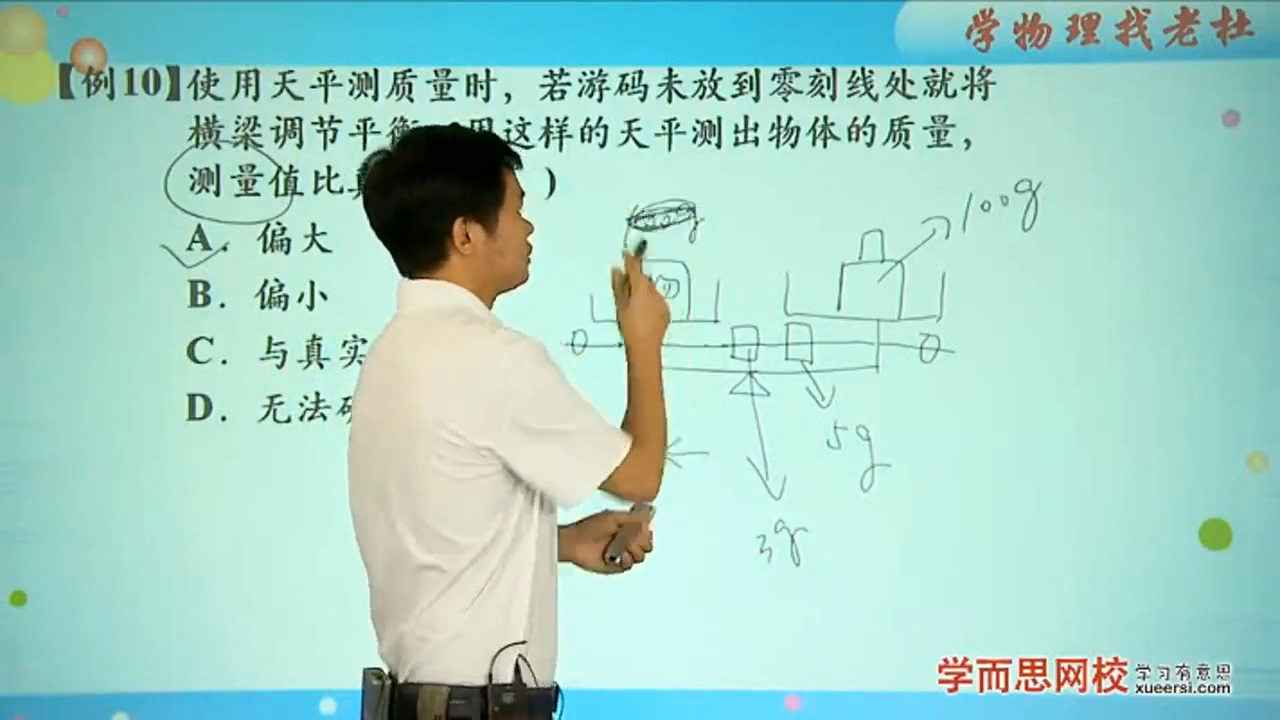 学物理找老杜
【例10】使用天平测质量时，若游码未放到零刻线处就将
横梁调节平衡 用这样的天平测出物体的质量，
测量值比真 )
A．偏大
B．偏小
C．与真实
D．无法
100g
5g
3g
学而思网校 学习有意思
xueersi.com